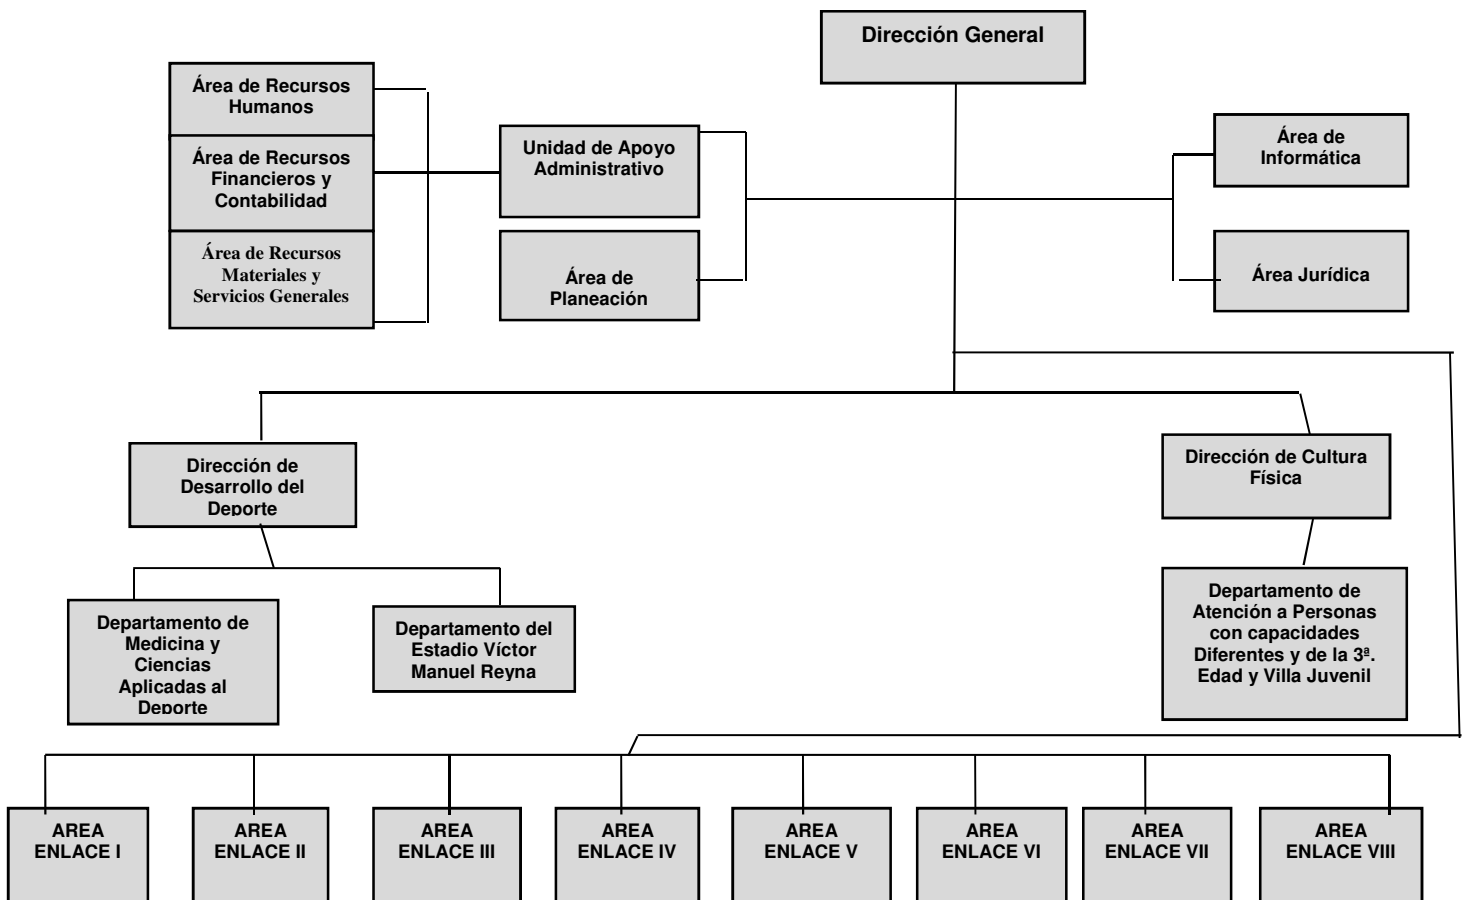 Dirección General
Área de Recursos
Humanos
Área de Recursos
Financieros y
Contabilidad
Área de Recursos
Materiales y
Servicios Generales
Unidad de Apoyo
Administrativo
Área de
Planeación
Área de
Informática
Área Jurídica
Dirección de
Desarrollo del
Deporte
Dirección de Cultura
Física
Departamento de
Medicina y
Ciencias
Aplicadas al
Deporte
Departamento del
Estadio Víctor
Manuel Reyna
Departamento de
Atención a Personas
con capacidades
Diferentes y de la 3ª.
Edad y Villa Juvenil
AREA
ENLACE I
AREA
ENLACE II
AREA
ENLACE III
AREA
ENLACE IV
AREA
ENLACE V
AREA
ENLACE VI
AREA
ENLACE VII
AREA
ENLACE VIII